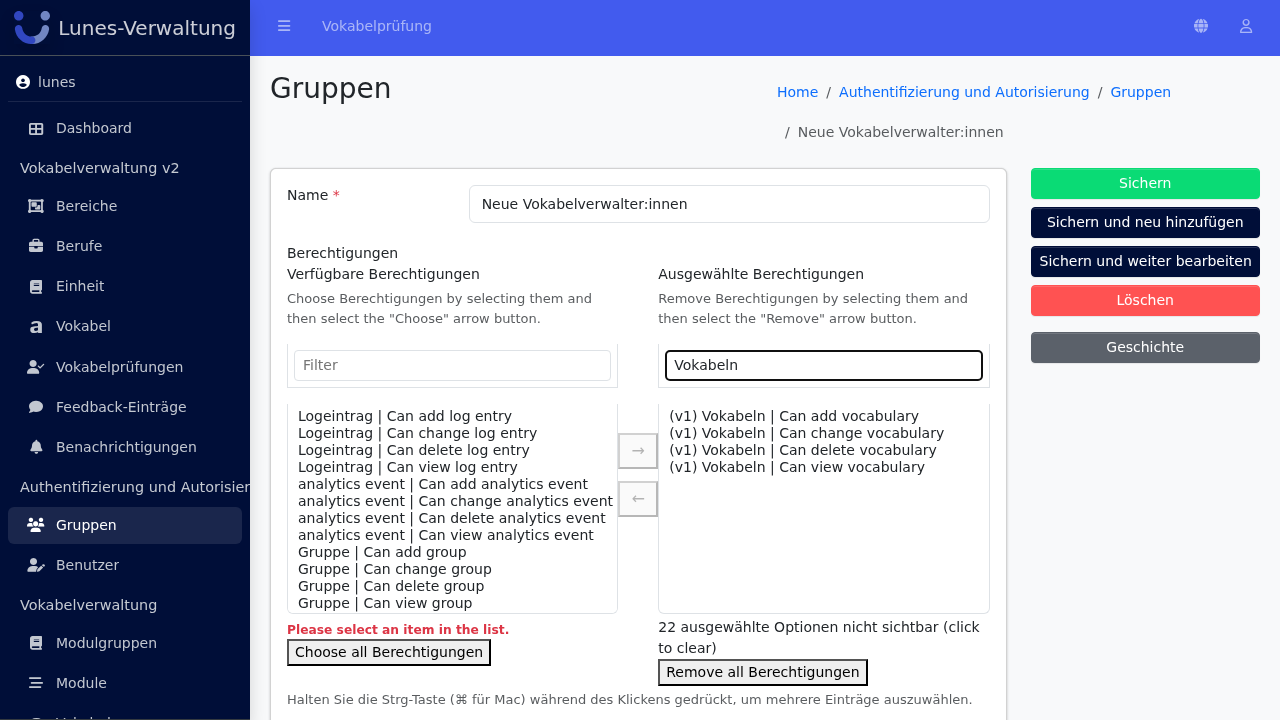 Lunes-Verwaltung
Vokabelprüfung
lunes
Dashboard
Vokabelverwaltung v2
Bereiche
Berufe
Einheit
Vokabel
Vokabelprüfungen
Feedback-Einträge
Benachrichtigungen
Authentifizierung und Autorisier
Gruppen
Benutzer
Vokabelverwaltung
Modulgruppen
Module
Gruppen
Home / Authentifizierung und Autorisierung / Gruppen
/ Neue Vokabelverwalter:innen
Name *
Neue Vokabelverwalter:innen
Berechtigungen
Verfügbare Berechtigungen
Choose Berechtigungen by selecting them and
then select the "Choose" arrow button.
Filter
Logeintrag | Can add log entry
Logeintrag | Can change log entry
Logeintrag | Can delete log entry
Logeintrag | Can view log entry
analytics event | Can add analytics event
analytics event | Can change analytics event
analytics event | Can delete analytics event
analytics event | Can view analytics event
Gruppe | Can add group
Gruppe | Can change group
Gruppe | Can delete group
Gruppe | Can view group
Please select an item in the list.
Choose all Berechtigungen
→
←
Ausgewählte Berechtigungen
Remove Berechtigungen by selecting them and
then select the "Remove" arrow button.
Vokabeln
(v1) Vokabeln | Can add vocabulary
(v1) Vokabeln | Can change vocabulary
(v1) Vokabeln | Can delete vocabulary
(v1) Vokabeln | Can view vocabulary
22 ausgewählte Optionen nicht sichtbar (click
to clear)
Remove all Berechtigungen
Halten Sie die Strg-Taste (⌘ für Mac) während des Klickens gedrückt, um mehrere Einträge auszuwählen.
Sichern
Sichern und neu hinzufügen
Sichern und weiter bearbeiten
Löschen
Geschichte